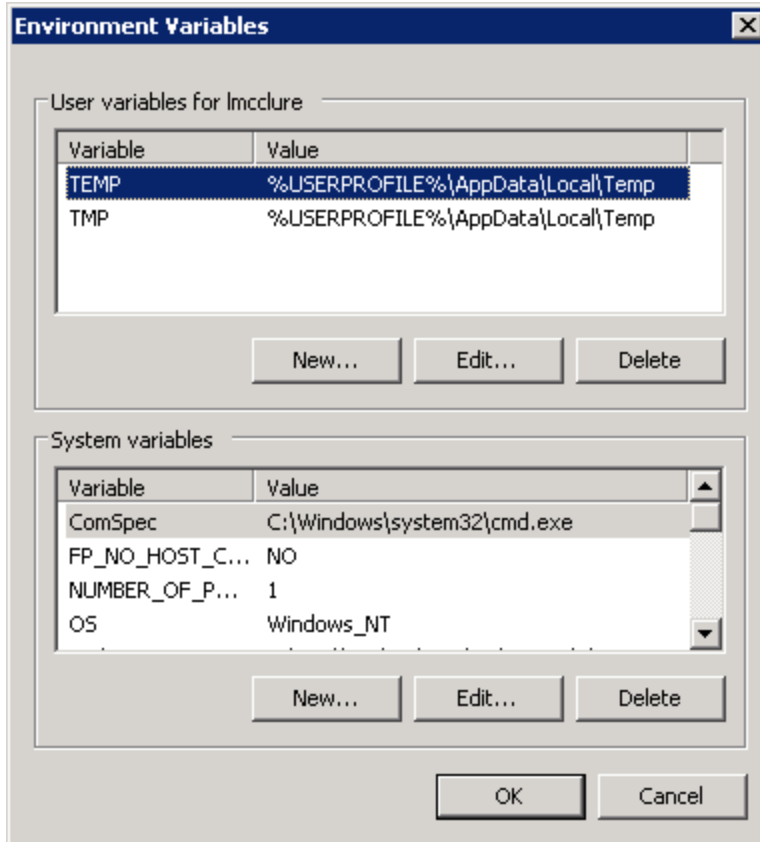 Environment Variables
User variables for lmcclure
Variable Value
TEMP %USERPROFILE%\AppData\Local\Temp
TMP %USERPROFILE%\AppData\Local\Temp
New... Edit... Delete
System variables
Variable Value
ComSpec C:\Windows\system32\cmd.exe
FP_NO_HOST_C... NO
NUMBER_OF_P... 1
OS Windows_NT
New... Edit... Delete
OK Cancel